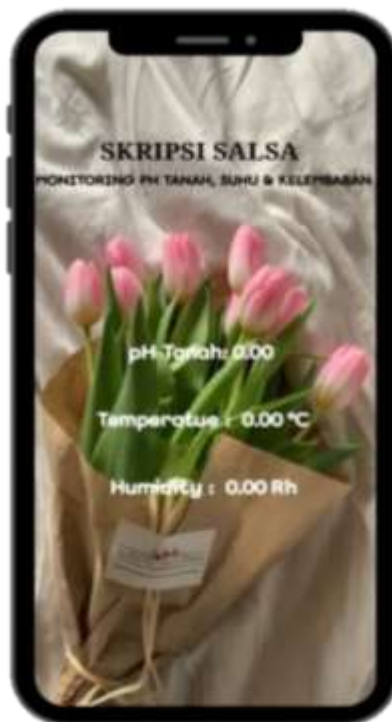 SKRIPSI SALSA
MONITORING PH TANAH, SUHU & KELEMBABAN
pH Tanah: 0.00
Temperatue : 0.00 °C
Humidity : 0.00 Rh